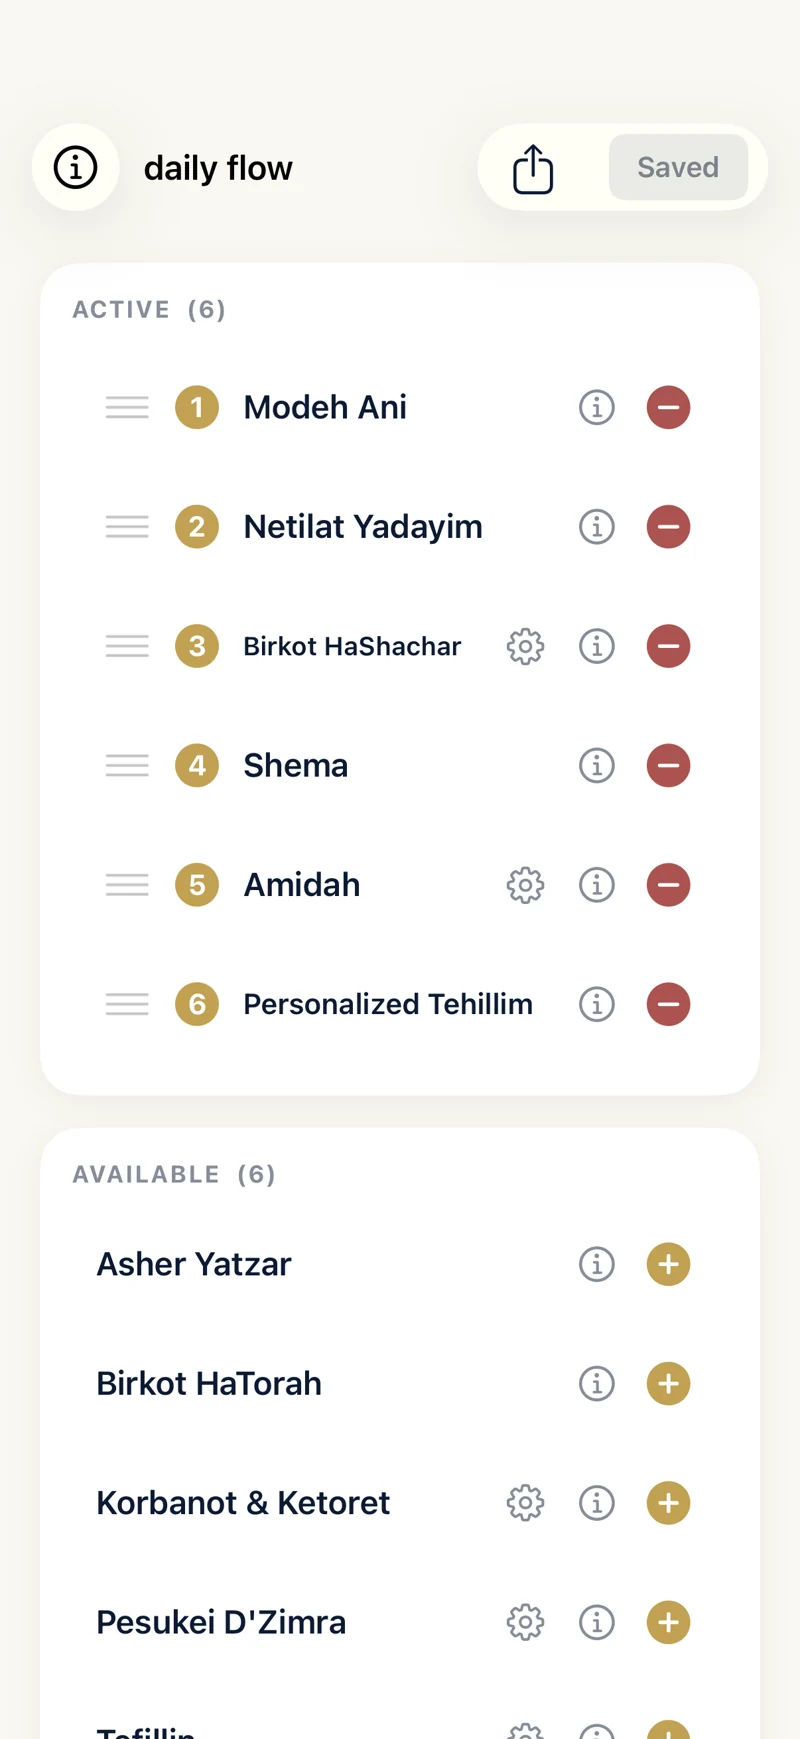 daily flow
Saved
ACTIVE (6)
1 Modeh Ani
2 Netilat Yadayim
3 Birkot HaShachar
4 Shema
5 Amidah
6 Personalized Tehillim
AVAILABLE (6)
Asher Yatzar
Birkot HaTorah
Korbanot & Ketoret
Pesukei D'Zimra
Tefillin